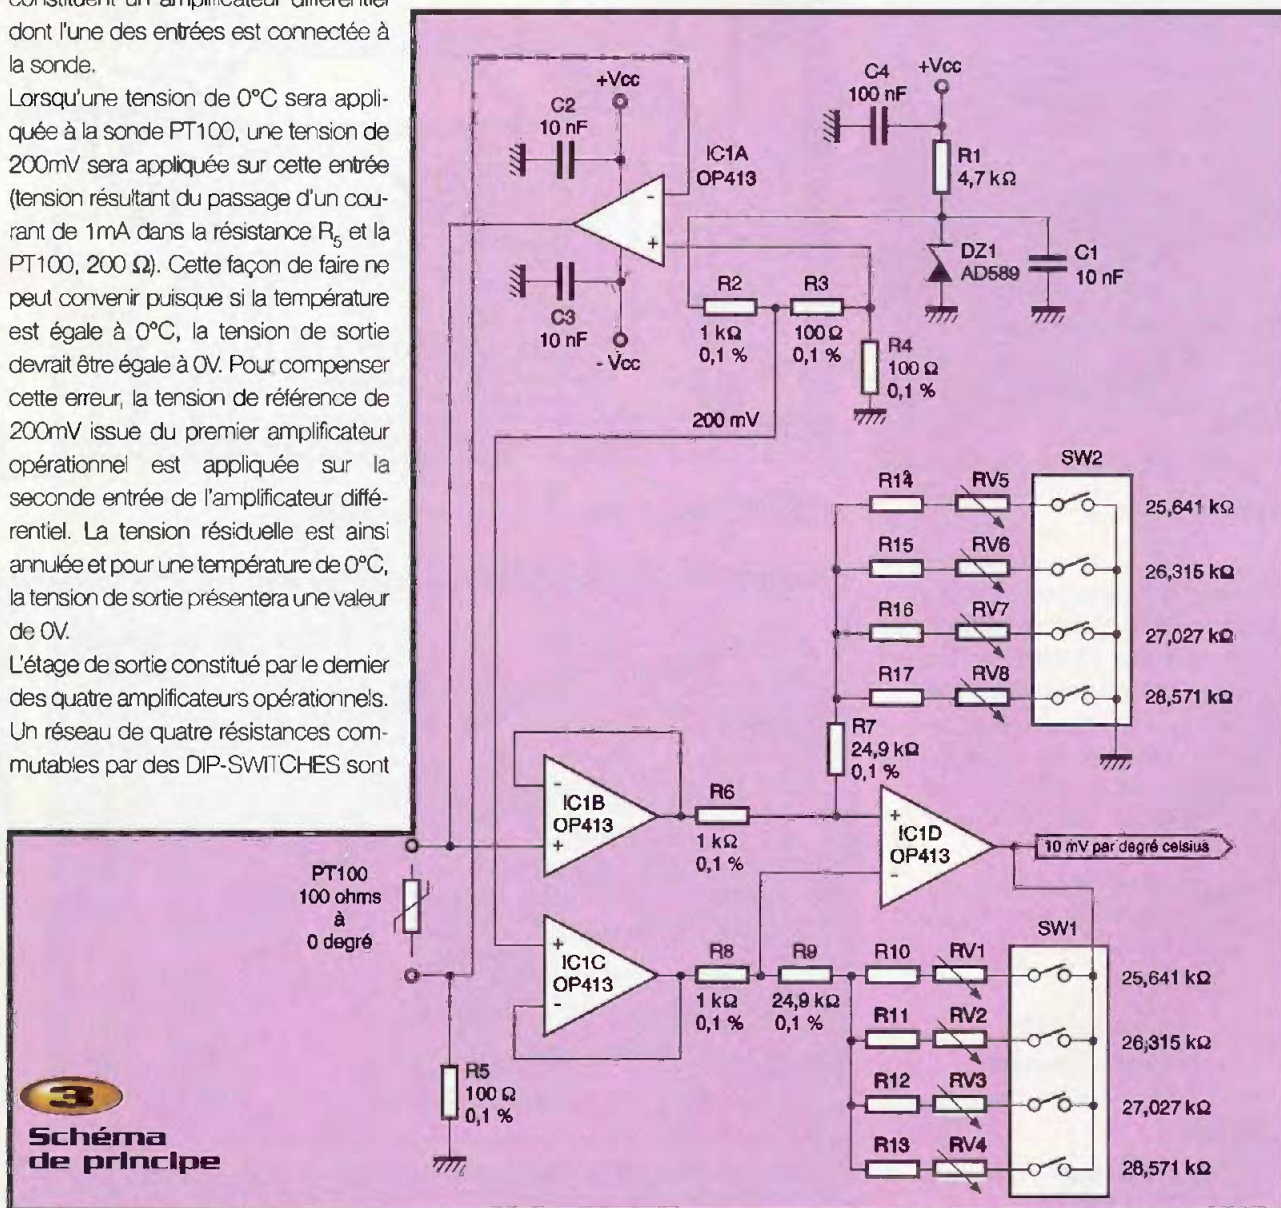 constituent un amplificateur différentiel
dont l'une des entrées est connectée à
la sonde.
Lorsqu'une tension de 0°C sera appli-
quée à la sonde PT100, une tension de
200mV sera appliquée sur cette entrée
(tension résultant du passage d'un cou-
rant de 1mA dans la résistance R5 et la
PT100, 200 Ω). Cette façon de faire ne
peut convenir puisque si la température
est égale à 0°C, la tension de sortie
devrait être égale à 0V. Pour compenser
cette erreur, la tension de référence de
200mV issue du premier amplificateur
opérationnel est appliquée sur la
seconde entrée de l'amplificateur diffé-
rentiel. La tension résiduelle est ainsi
annulée et pour une température de 0°C,
la tension de sortie présentera une valeur
de 0V.
L'étage de sortie constitué par le dernier
des quatre amplificateurs opérationnels.
Un réseau de quatre résistances com-
mutables par des DIP-SWITCHES sont
+Vcc
C2
10 nF
IC1A
OP413
-
+
C3
10 nF
- Vcc
C4
100 nF
+Vcc
R1
4,7 kΩ
DZ1
AD589
C1
10 nF
R2
1 kΩ
0,1 %
R3
100 Ω
0,1 %
R4
100 Ω
0,1 %
200 mV
SW2
R14
RV5
25,641 kΩ
R15
RV6
26,315 kΩ
R16
RV7
27,027 kΩ
R17
RV8
28,571 kΩ
R7
24,9 kΩ
0,1 %
-
IC1B
OP413
+
R6
1 kΩ
0,1 %
+
IC1D
OP413
-
10 mV par degré celsius
PT100
100 ohms
à
0 degré
+
IC1C
OP413
-
R8
1 kΩ
0,1 %
R9
24,9 kΩ
0,1 %
SW1
R10
RV1
25,641 kΩ
R11
RV2
26,315 kΩ
R12
RV3
27,027 kΩ
R13
RV4
28,571 kΩ
R5
100 Ω
0,1 %
3
Schéma
de principe